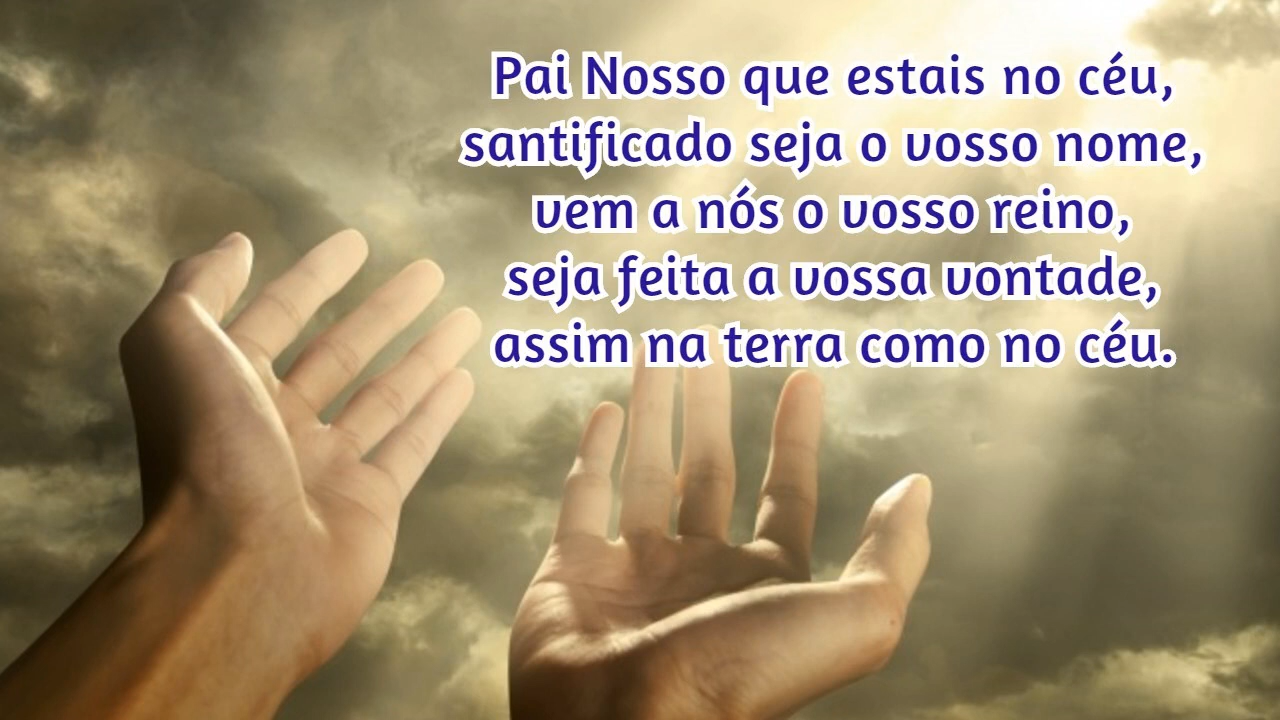 Pai Nosso que estais no céu,
santificado seja o vosso nome,
vem a nós o vosso reino,
seja feita a vossa vontade,
assim na terra como no céu.